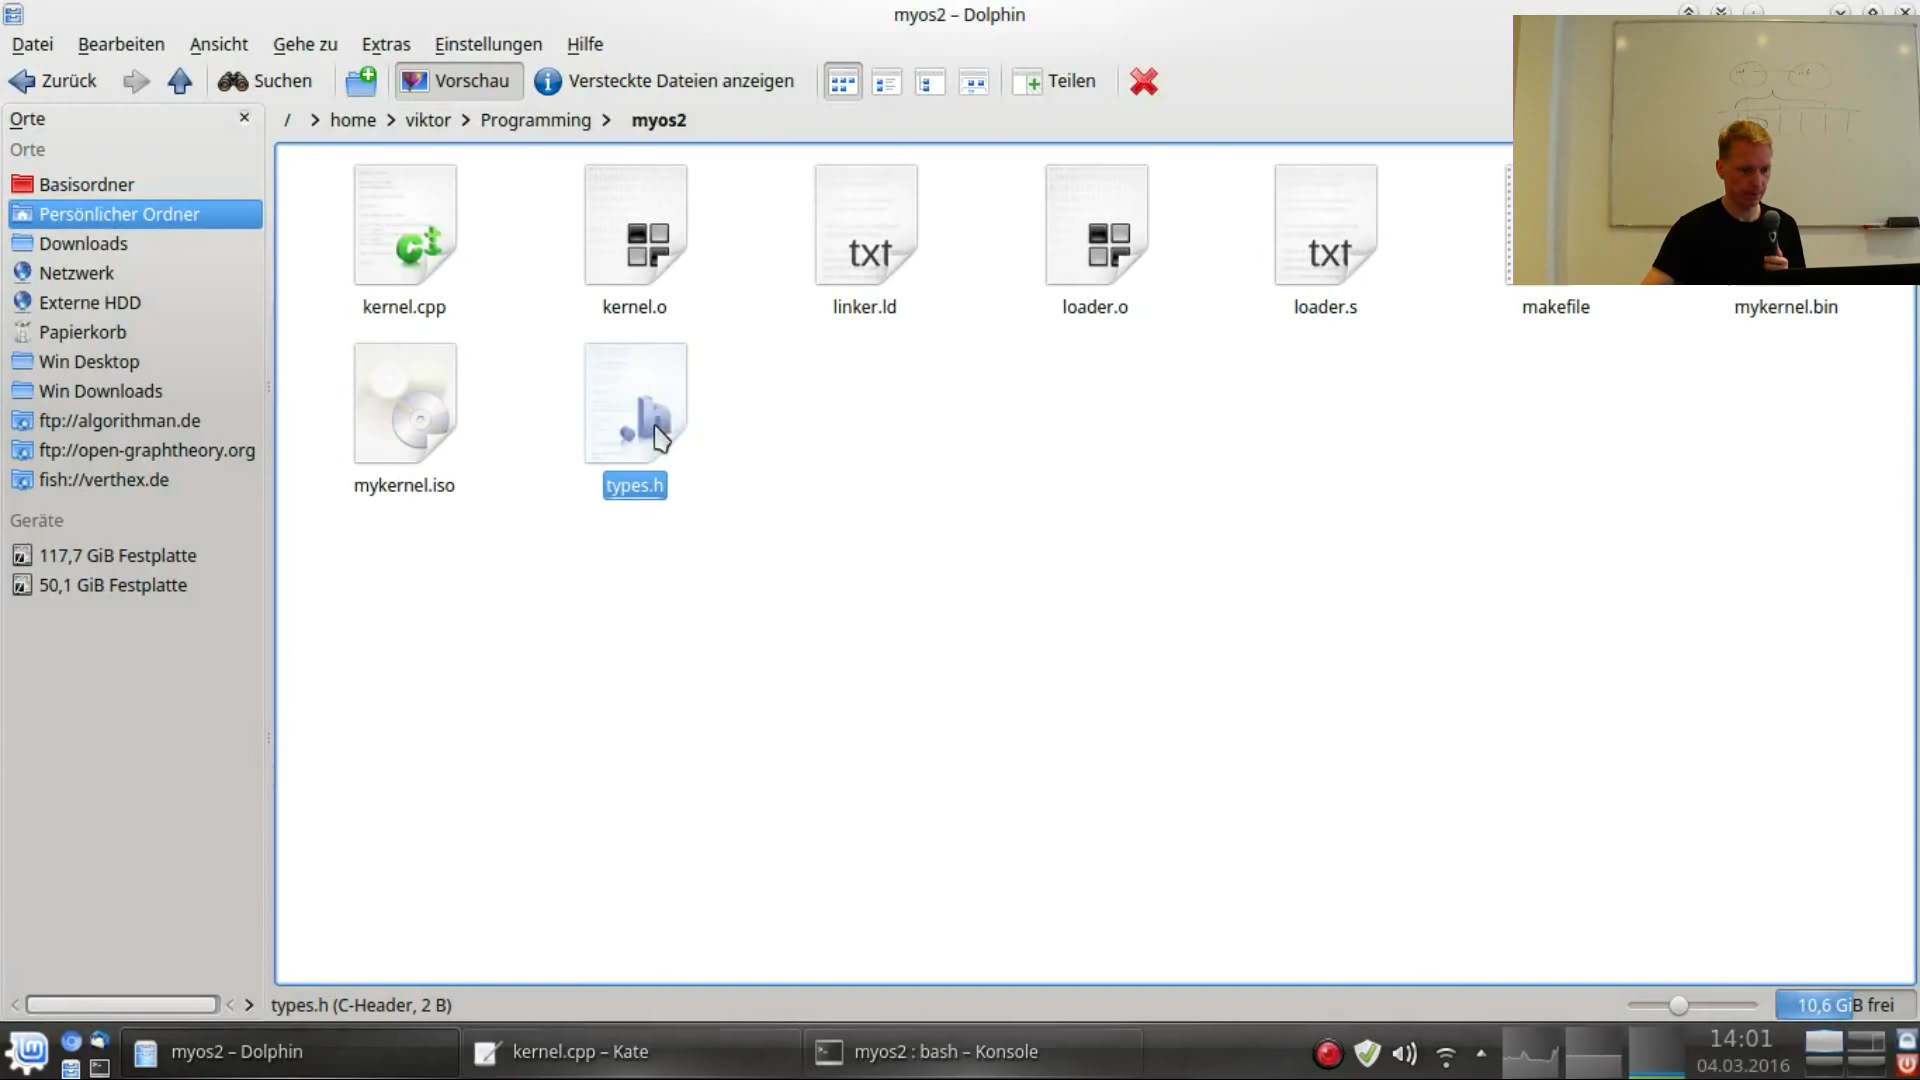 myos2 – Dolphin
Datei Bearbeiten Ansicht Gehe zu Extras Einstellungen Hilfe
Zurück Suchen Vorschau Versteckte Dateien anzeigen Teilen
Orte
/ > home > viktor > Programming > myos2
Orte
Basisordner
Persönlicher Ordner
Downloads
Netzwerk
Externe HDD
Papierkorb
Win Desktop
Win Downloads
ftp://algorithman.de
ftp://open-graphtheory.org
fish://verthex.de
Geräte
117,7 GiB Festplatte
50,1 GiB Festplatte
txt txt
kernel.cpp kernel.o linker.ld loader.o loader.s makefile mykernel.bin
h
mykernel.iso types.h
types.h (C-Header, 2 B)
10,6 GiB frei
myos2 – Dolphin kernel.cpp – Kate myos2 : bash – Konsole
14:01
04.03.2016